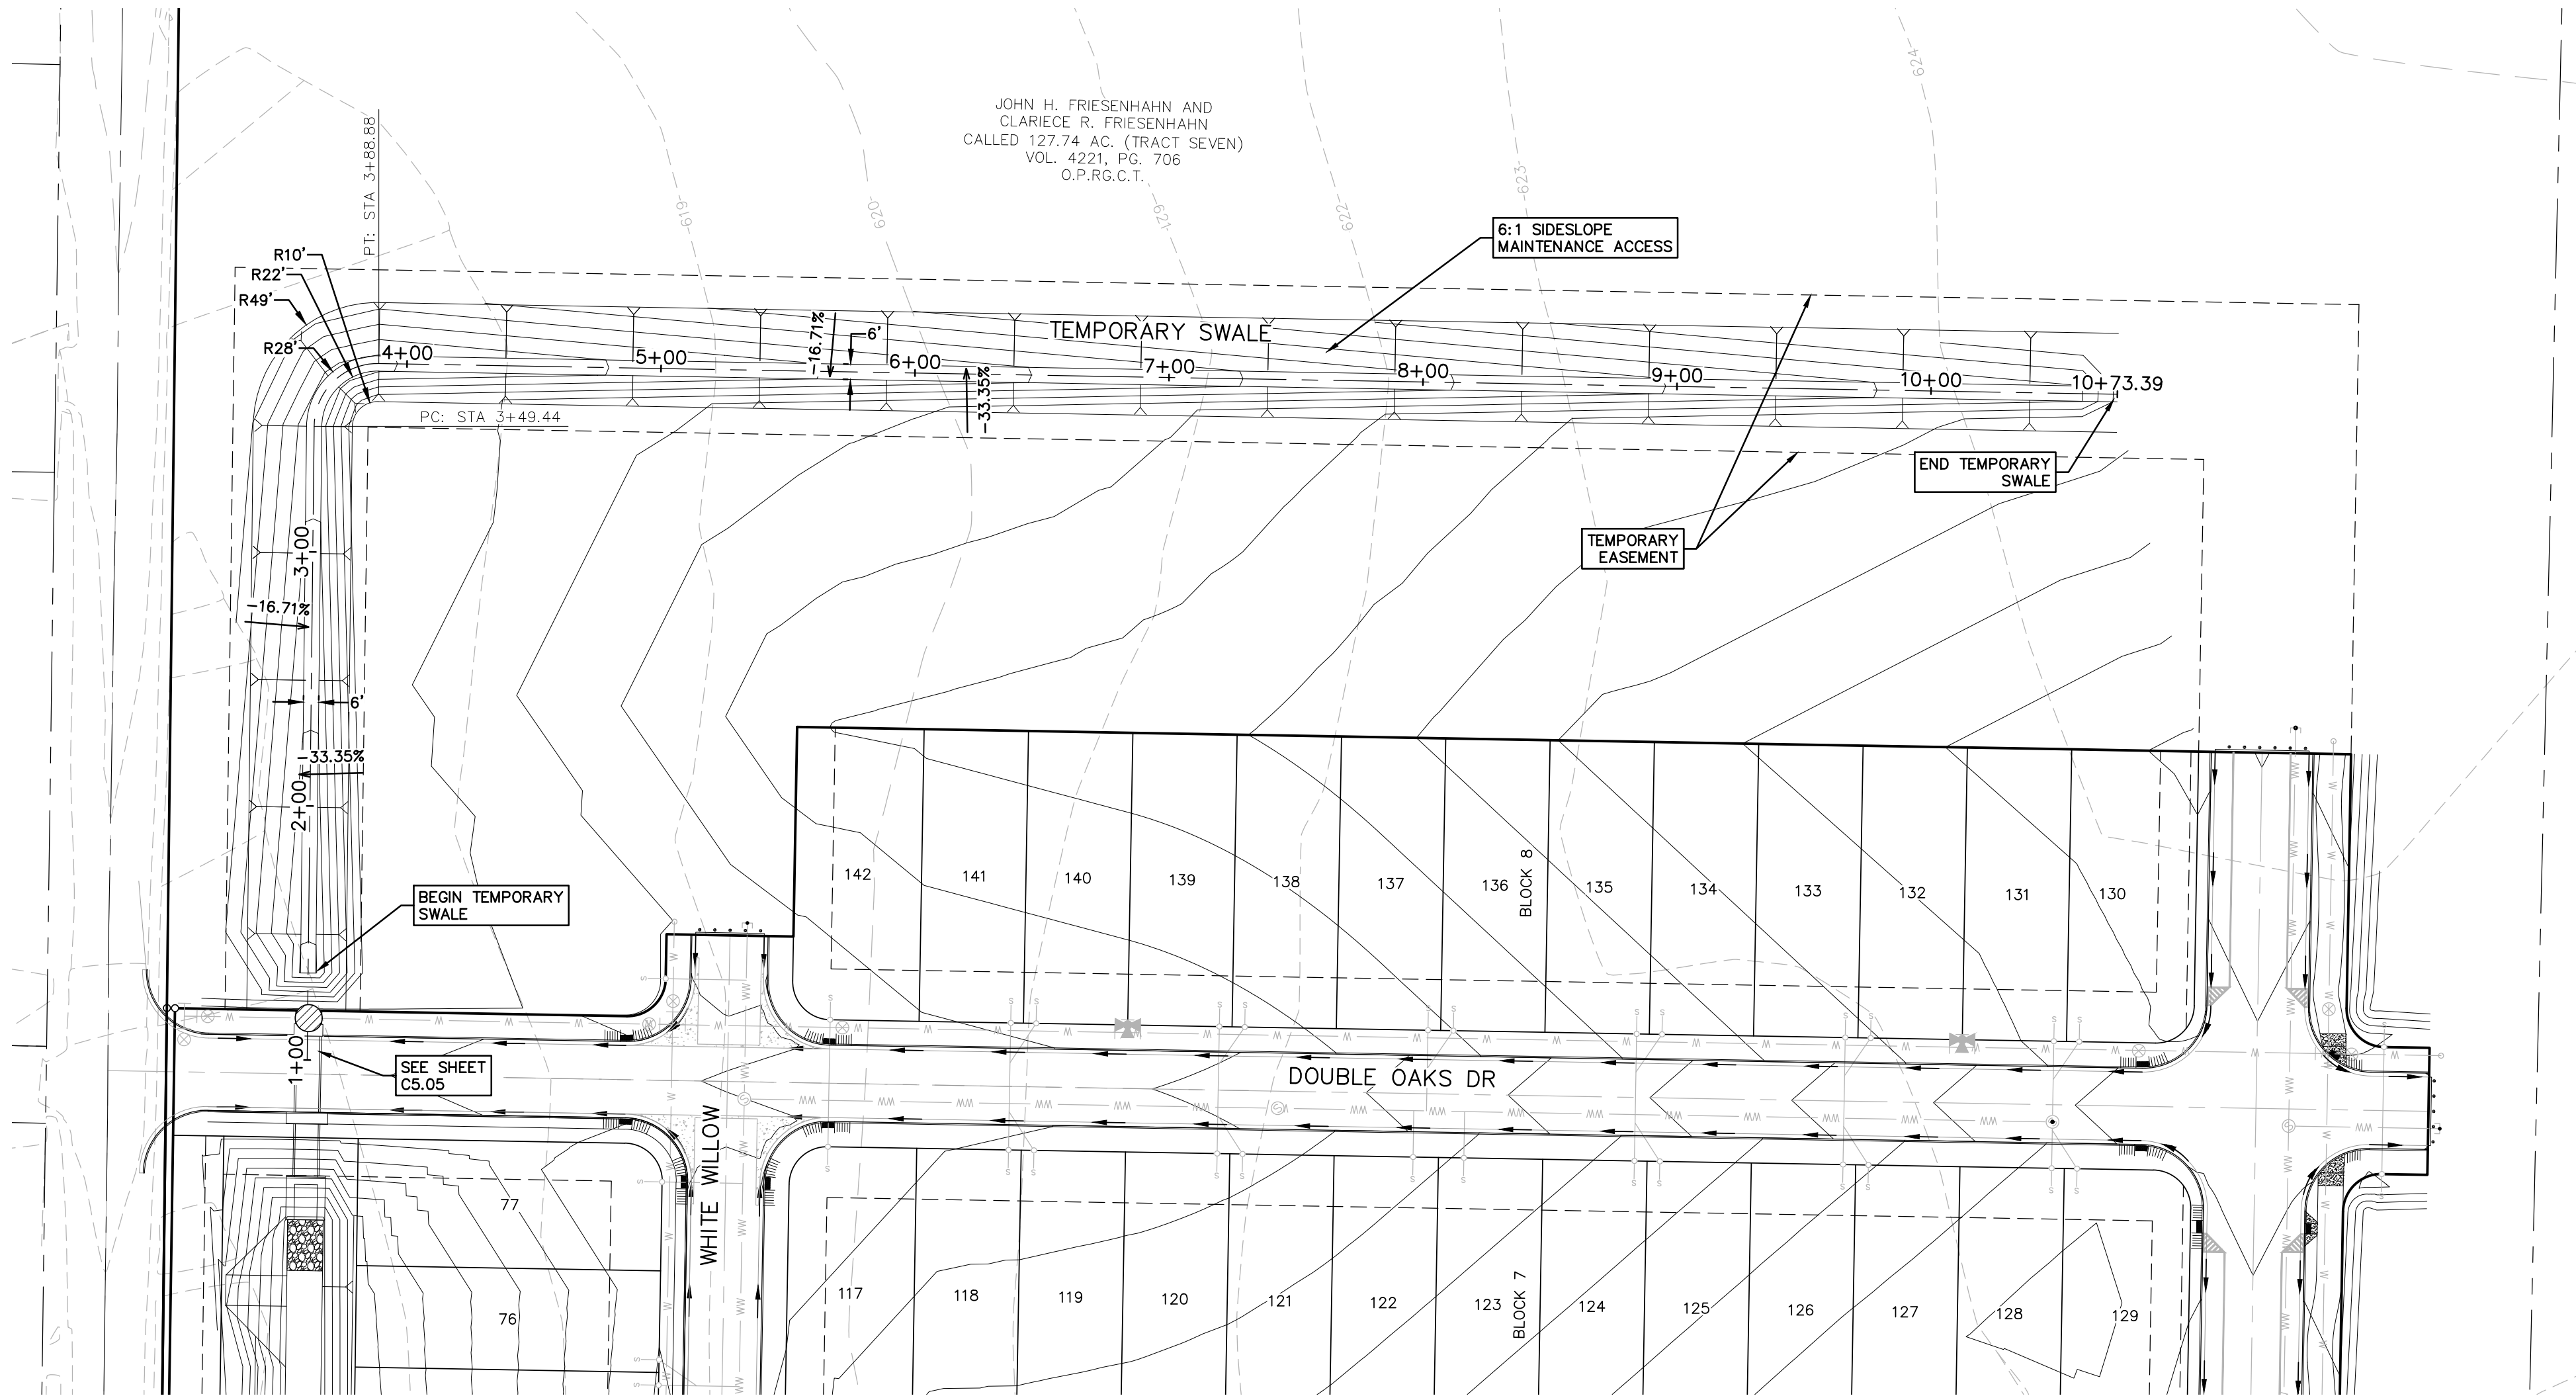 624
JOHN H. FRIESENHAHN AND
CLARIECE R. FRIESENHAHN
CALLED 127.74 AC. (TRACT SEVEN)
VOL. 4221, PG. 706
O.P.RG.C.T.
PT: STA 3+88.88
619
620
621
622
623
6:1 SIDESLOPE
MAINTENANCE ACCESS
R10'
R22'
R49'
R28'
TEMPORARY SWALE
-16.71%
6'
4+00
5+00
6+00
7+00
8+00
9+00
10+00
10+73.39
-33.35%
PC: STA 3+49.44
END TEMPORARY
SWALE
TEMPORARY
EASEMENT
3+00
-16.71%
6'
-33.35%
2+00
BEGIN TEMPORARY
SWALE
142
141
140
139
138
137
136
BLOCK 8
135
134
133
132
131
130
1+00
SEE SHEET
C5.05
DOUBLE OAKS DR
WHITE WILLOW
77
76
117
118
119
120
121
122
123
BLOCK 7
124
125
126
127
128
129